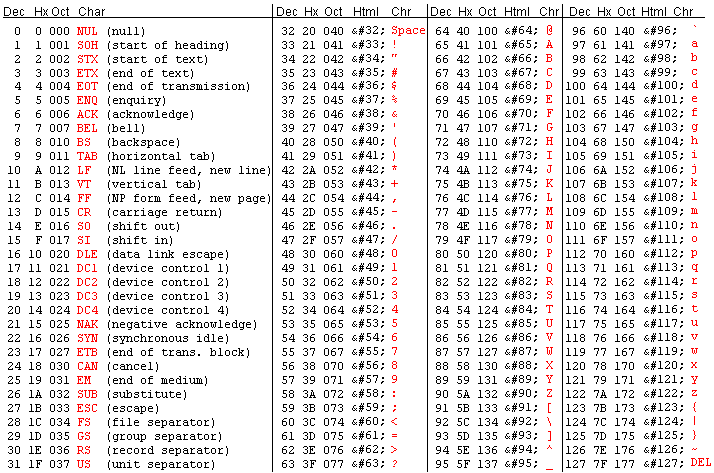 Dec Hx Oct Char Dec Hx Oct Html Chr Dec Hx Oct Html Chr Dec Hx Oct Html Chr
0 0 000 NUL (null) 32 20 040 &#32; Space 64 40 100 &#64; @ 96 60 140 &#96; `
1 1 001 SOH (start of heading) 33 21 041 &#33; ! 65 41 101 &#65; A 97 61 141 &#97; a
2 2 002 STX (start of text) 34 22 042 &#34; " 66 42 102 &#66; B 98 62 142 &#98; b
3 3 003 ETX (end of text) 35 23 043 &#35; # 67 43 103 &#67; C 99 63 143 &#99; c
4 4 004 EOT (end of transmission) 36 24 044 &#36; $ 68 44 104 &#68; D 100 64 144 &#100; d
5 5 005 ENQ (enquiry) 37 25 045 &#37; % 69 45 105 &#69; E 101 65 145 &#101; e
6 6 006 ACK (acknowledge) 38 26 046 &#38; & 70 46 106 &#70; F 102 66 146 &#102; f
7 7 007 BEL (bell) 39 27 047 &#39; ' 71 47 107 &#71; G 103 67 147 &#103; g
8 8 010 BS (backspace) 40 28 050 &#40; ( 72 48 110 &#72; H 104 68 150 &#104; h
9 9 011 TAB (horizontal tab) 41 29 051 &#41; ) 73 49 111 &#73; I 105 69 151 &#105; i
10 A 012 LF (NL line feed, new line) 42 2A 052 &#42; * 74 4A 112 &#74; J 106 6A 152 &#106; j
11 B 013 VT (vertical tab) 43 2B 053 &#43; + 75 4B 113 &#75; K 107 6B 153 &#107; k
12 C 014 FF (NP form feed, new page) 44 2C 054 &#44; , 76 4C 114 &#76; L 108 6C 154 &#108; l
13 D 015 CR (carriage return) 45 2D 055 &#45; - 77 4D 115 &#77; M 109 6D 155 &#109; m
14 E 016 SO (shift out) 46 2E 056 &#46; . 78 4E 116 &#78; N 110 6E 156 &#110; n
15 F 017 SI (shift in) 47 2F 057 &#47; / 79 4F 117 &#79; O 111 6F 157 &#111; o
16 10 020 DLE (data link escape) 48 30 060 &#48; 0 80 50 120 &#80; P 112 70 160 &#112; p
17 11 021 DC1 (device control 1) 49 31 061 &#49; 1 81 51 121 &#81; Q 113 71 161 &#113; q
18 12 022 DC2 (device control 2) 50 32 062 &#50; 2 82 52 122 &#82; R 114 72 162 &#114; r
19 13 023 DC3 (device control 3) 51 33 063 &#51; 3 83 53 123 &#83; S 115 73 163 &#115; s
20 14 024 DC4 (device control 4) 52 34 064 &#52; 4 84 54 124 &#84; T 116 74 164 &#116; t
21 15 025 NAK (negative acknowledge) 53 35 065 &#53; 5 85 55 125 &#85; U 117 75 165 &#117; u
22 16 026 SYN (synchronous idle) 54 36 066 &#54; 6 86 56 126 &#86; V 118 76 166 &#118; v
23 17 027 ETB (end of trans. block) 55 37 067 &#55; 7 87 57 127 &#87; W 119 77 167 &#119; w
24 18 030 CAN (cancel) 56 38 070 &#56; 8 88 58 130 &#88; X 120 78 170 &#120; x
25 19 031 EM (end of medium) 57 39 071 &#57; 9 89 59 131 &#89; Y 121 79 171 &#121; y
26 1A 032 SUB (substitute) 58 3A 072 &#58; : 90 5A 132 &#90; Z 122 7A 172 &#122; z
27 1B 033 ESC (escape) 59 3B 073 &#59; ; 91 5B 133 &#91; [ 123 7B 173 &#123; {
28 1C 034 FS (file separator) 60 3C 074 &#60; < 92 5C 134 &#92; \ 124 7C 174 &#124; |
29 1D 035 GS (group separator) 61 3D 075 &#61; = 93 5D 135 &#93; ] 125 7D 175 &#125; }
30 1E 036 RS (record separator) 62 3E 076 &#62; > 94 5E 136 &#94; ^ 126 7E 176 &#126; ~
31 1F 037 US (unit separator) 63 3F 077 &#63; ? 95 5F 137 &#95; _ 127 7F 177 &#127; DEL